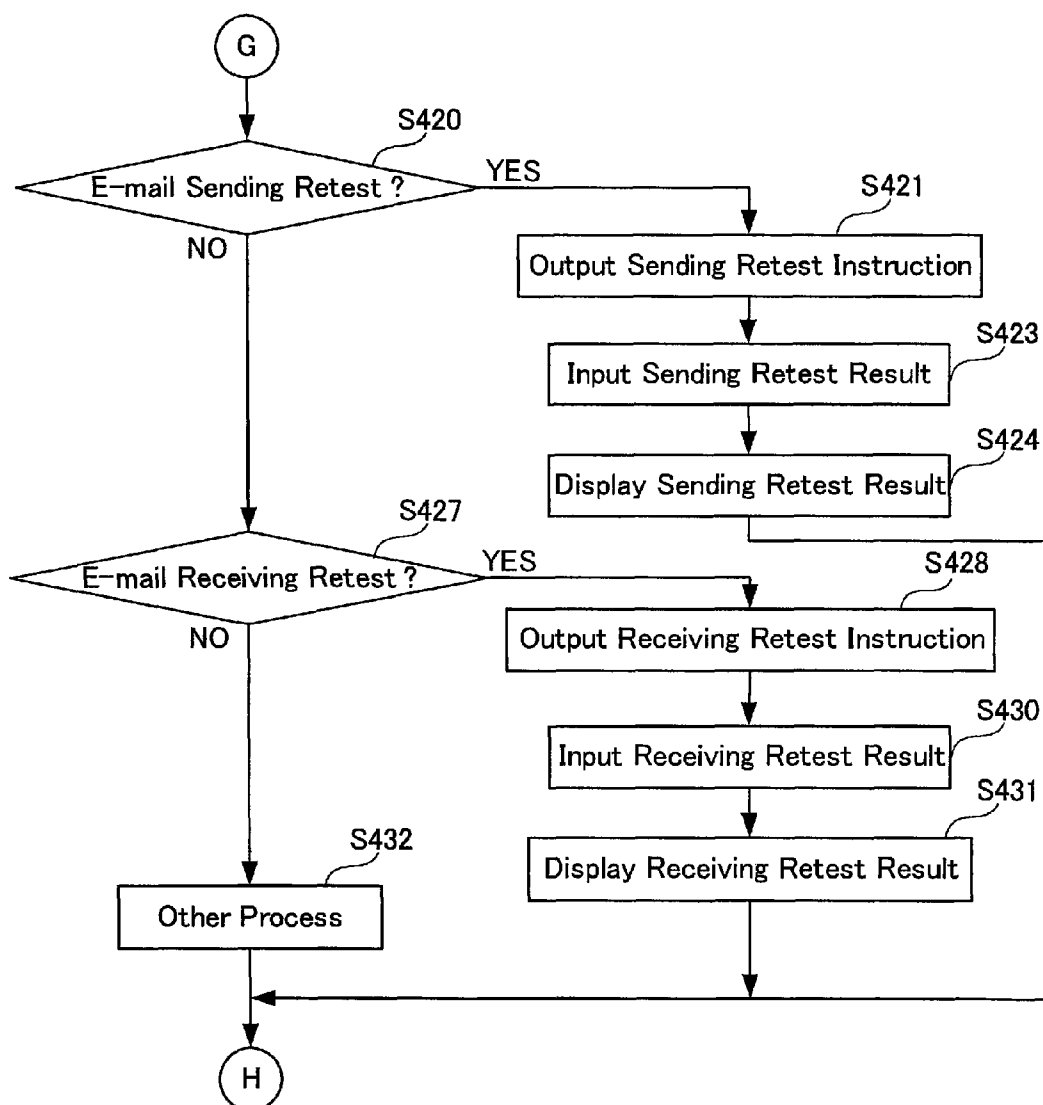 G
S420
E-mail Sending Retest ?
YES
NO
S421
Output Sending Retest Instruction
S423
Input Sending Retest Result
S424
Display Sending Retest Result
S427
E-mail Receiving Retest ?
YES
NO
S428
Output Receiving Retest Instruction
S430
Input Receiving Retest Result
S431
Display Receiving Retest Result
S432
Other Process
H